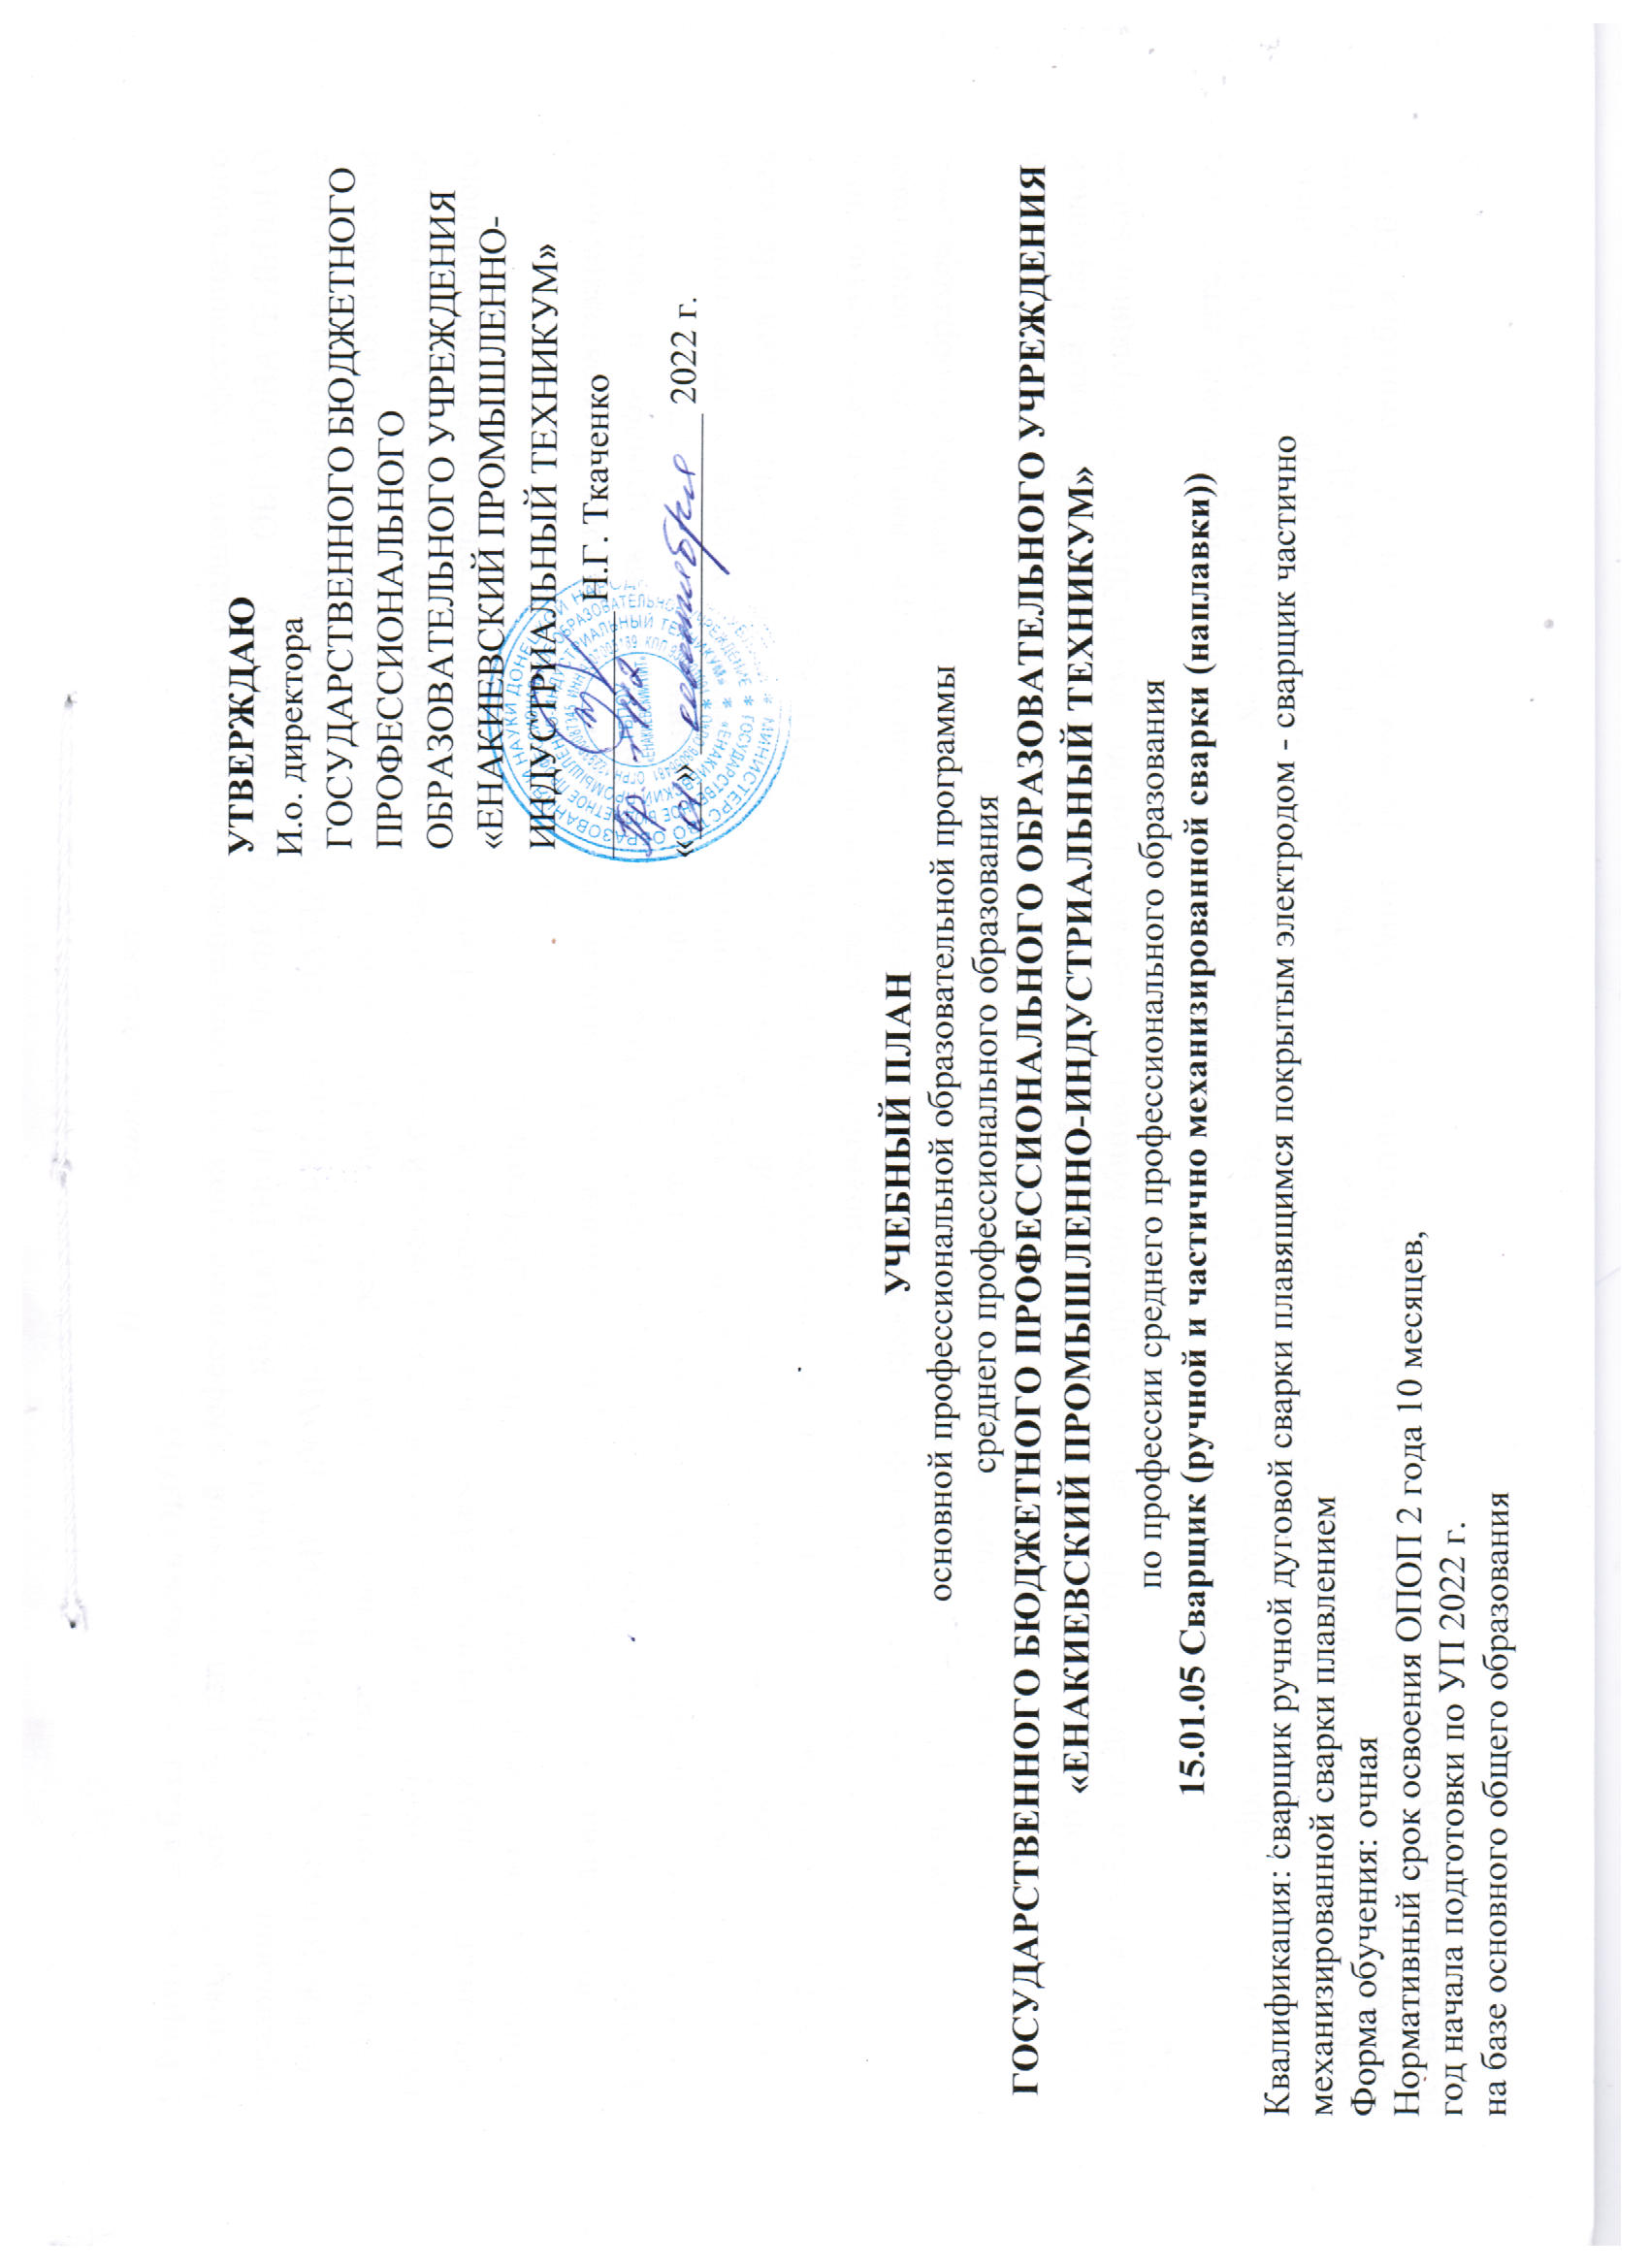 УТВЕРЖДАЮ
И.о. директора
ГОСУДАРСТВЕННОГО БЮДЖЕТНОГО
ПРОФЕССИОНАЛЬНОГО
ОБРАЗОВАТЕЛЬНОГО УЧРЕЖДЕНИЯ
«ЕНАКИЕВСКИЙ ПРОМЫШЛЕННО-
ИНДУСТРИАЛЬНЫЙ ТЕХНИКУМ»
Н.Г. Ткаченко
«01» сентября 2022 г.
УЧЕБНЫЙ ПЛАН
основной профессиональной образовательной программы
среднего профессионального образования
ГОСУДАРСТВЕННОГО БЮДЖЕТНОГО ПРОФЕССИОНАЛЬНОГО ОБРАЗОВАТЕЛЬНОГО УЧРЕЖДЕНИЯ
«ЕНАКИЕВСКИЙ ПРОМЫШЛЕННО-ИНДУСТРИАЛЬНЫЙ ТЕХНИКУМ»
по профессии среднего профессионального образования
15.01.05 Сварщик (ручной и частично механизированной сварки (наплавки))
Квалификация: сварщик ручной дуговой сварки плавящимся покрытым электродом - сварщик частично
механизированной сварки плавлением
Форма обучения: очная
Нормативный срок освоения ОПОП 2 года 10 месяцев,
год начала подготовки по УП 2022 г.
на базе основного общего образования